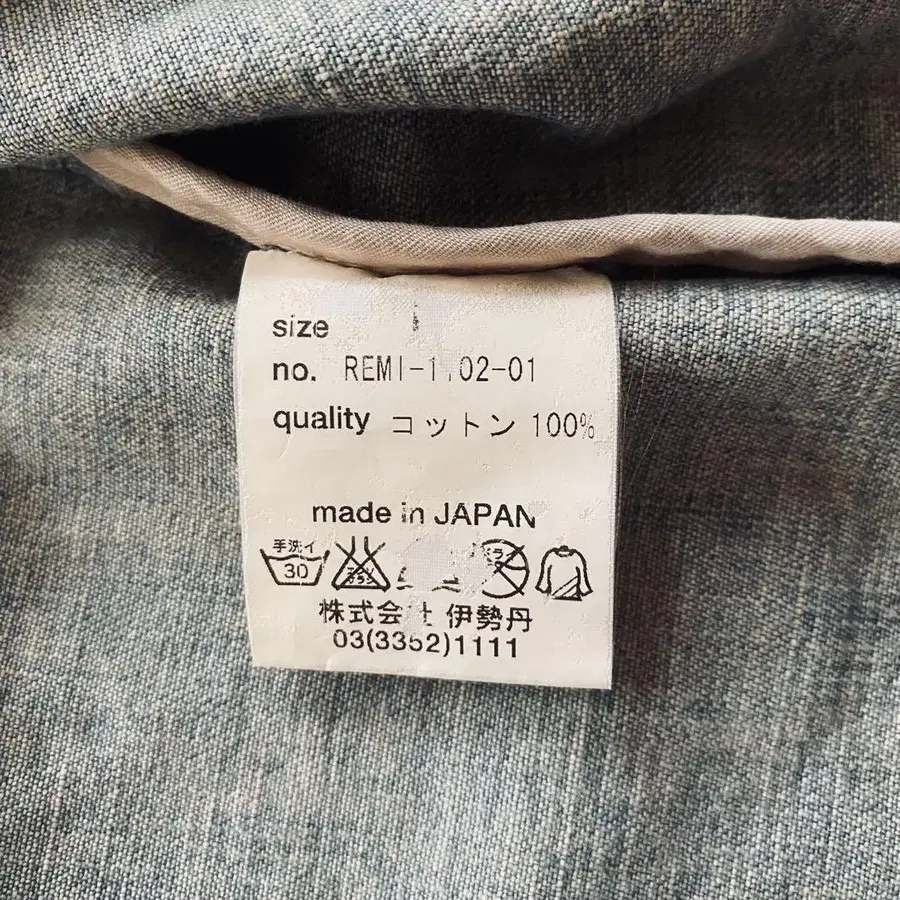 size
no. REMI-1.02-01
quality コットン 100%
made in JAPAN
手洗イ
30
株式会社 伊勢丹
03(3352)1111